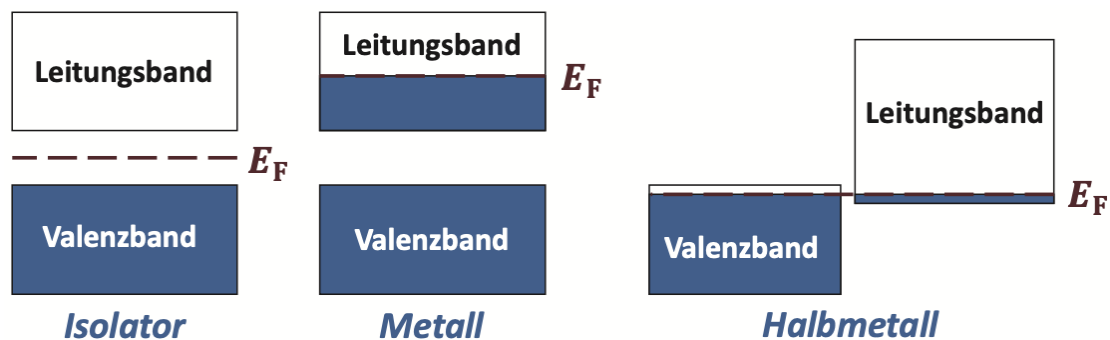 Leitungsband
E_F
Valenzband
Isolator
Leitungsband
E_F
Valenzband
Metall
Leitungsband
E_F
Valenzband
Halbmetall